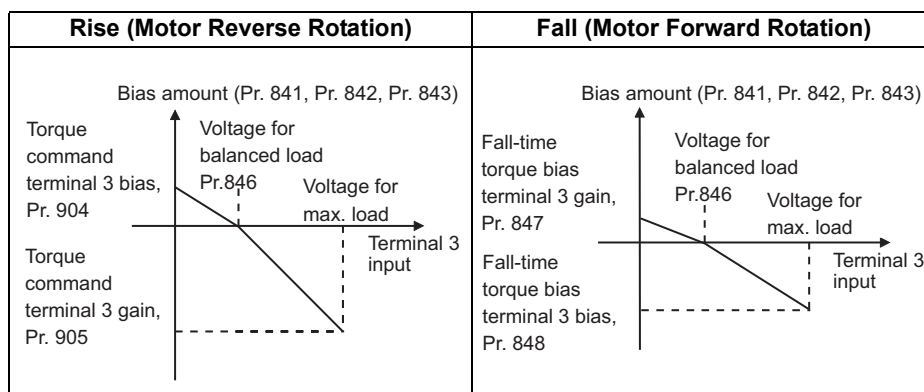 Rise (Motor Reverse Rotation)
Bias amount (Pr. 841, Pr. 842, Pr. 843)
Torque
command
terminal 3 bias,
Pr. 904
Voltage for
balanced load
Pr.846
Voltage for
max. load
Terminal 3
input
Torque
command
terminal 3 gain,
Pr. 905
Fall (Motor Forward Rotation)
Bias amount (Pr. 841, Pr. 842, Pr. 843)
Fall-time
torque bias
terminal 3 gain,
Pr. 847
Voltage for
balanced load
Pr.846
Voltage for
max. load
Terminal 3
input
Fall-time
torque bias
terminal 3 bias,
Pr. 848